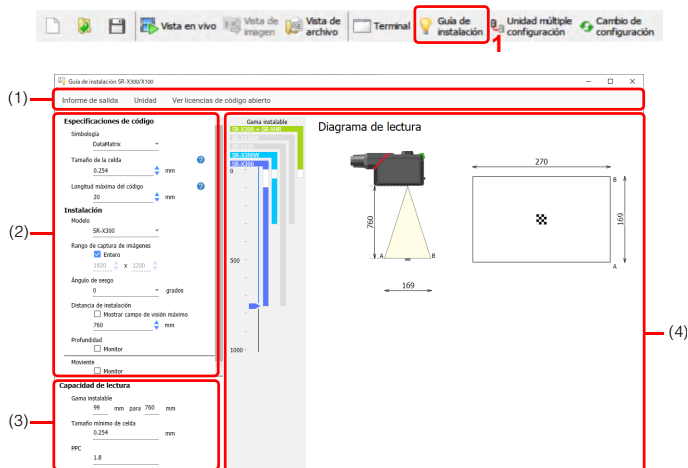 Vista en vivo
Vista de imagen
Vista de archivo
Terminal
Guía de instalación
Unidad múltiple configuración
Cambio de configuración
1
Guía de instalación SR-X300/X100
(1)
Informe de salida Unidad Ver licencias de código abierto
Especificaciones de código
Simbología
DataMatrix
Tamaño de la celda
0.254 mm
Longitud máxima del código
20 mm
Instalación
Modelo
SR-X300
(2)
Rango de captura de imágenes
Entero
1920 x 1200
Ángulo de sesgo
0 grados
Distancia de instalación
Mostrar campo de visión máximo
760 mm
Profundidad
Monitor
Moviente
Monitor
(3)
Capacidad de lectura
Gama instalable
99 mm para 760 mm
Tamaño mínimo de celda
0.254 mm
PPC
1.8
Gama instalable
SR-X300 + SR-XHR
SR-X300W
SR-X300
0
500
1000
Diagrama de lectura
760
A
B
169
270
B
169
A
(4)